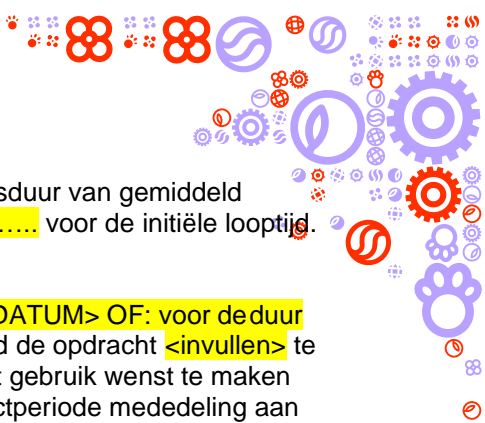 sduur van gemiddeld
….. voor de initiële looptijd.
DATUM> OF: voor de duur
d de opdracht <invullen> te
t gebruik wenst te maken
ctperiode mededeling aan